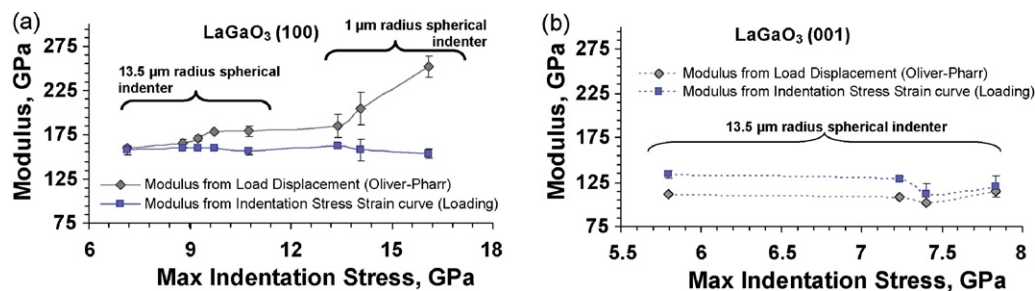 (a)
LaGaO3 (100)
1 μm radius spherical
indenter
13.5 μm radius spherical
indenter
Modulus, GPa
275
225
175
125
75
Modulus from Load Displacement (Oliver-Pharr)
Modulus from Indentation Stress Strain curve (Loading)
6 8 10 12 14 16 18
Max Indentation Stress, GPa
(b)
LaGaO3 (001)
Modulus from Load Displacement (Oliver-Pharr)
Modulus from Indentation Stress Strain curve (Loading)
13.5 μm radius spherical indenter
Modulus, GPa
275
225
175
125
75
5.5 6 6.5 7 7.5 8
Max Indentation Stress, GPa